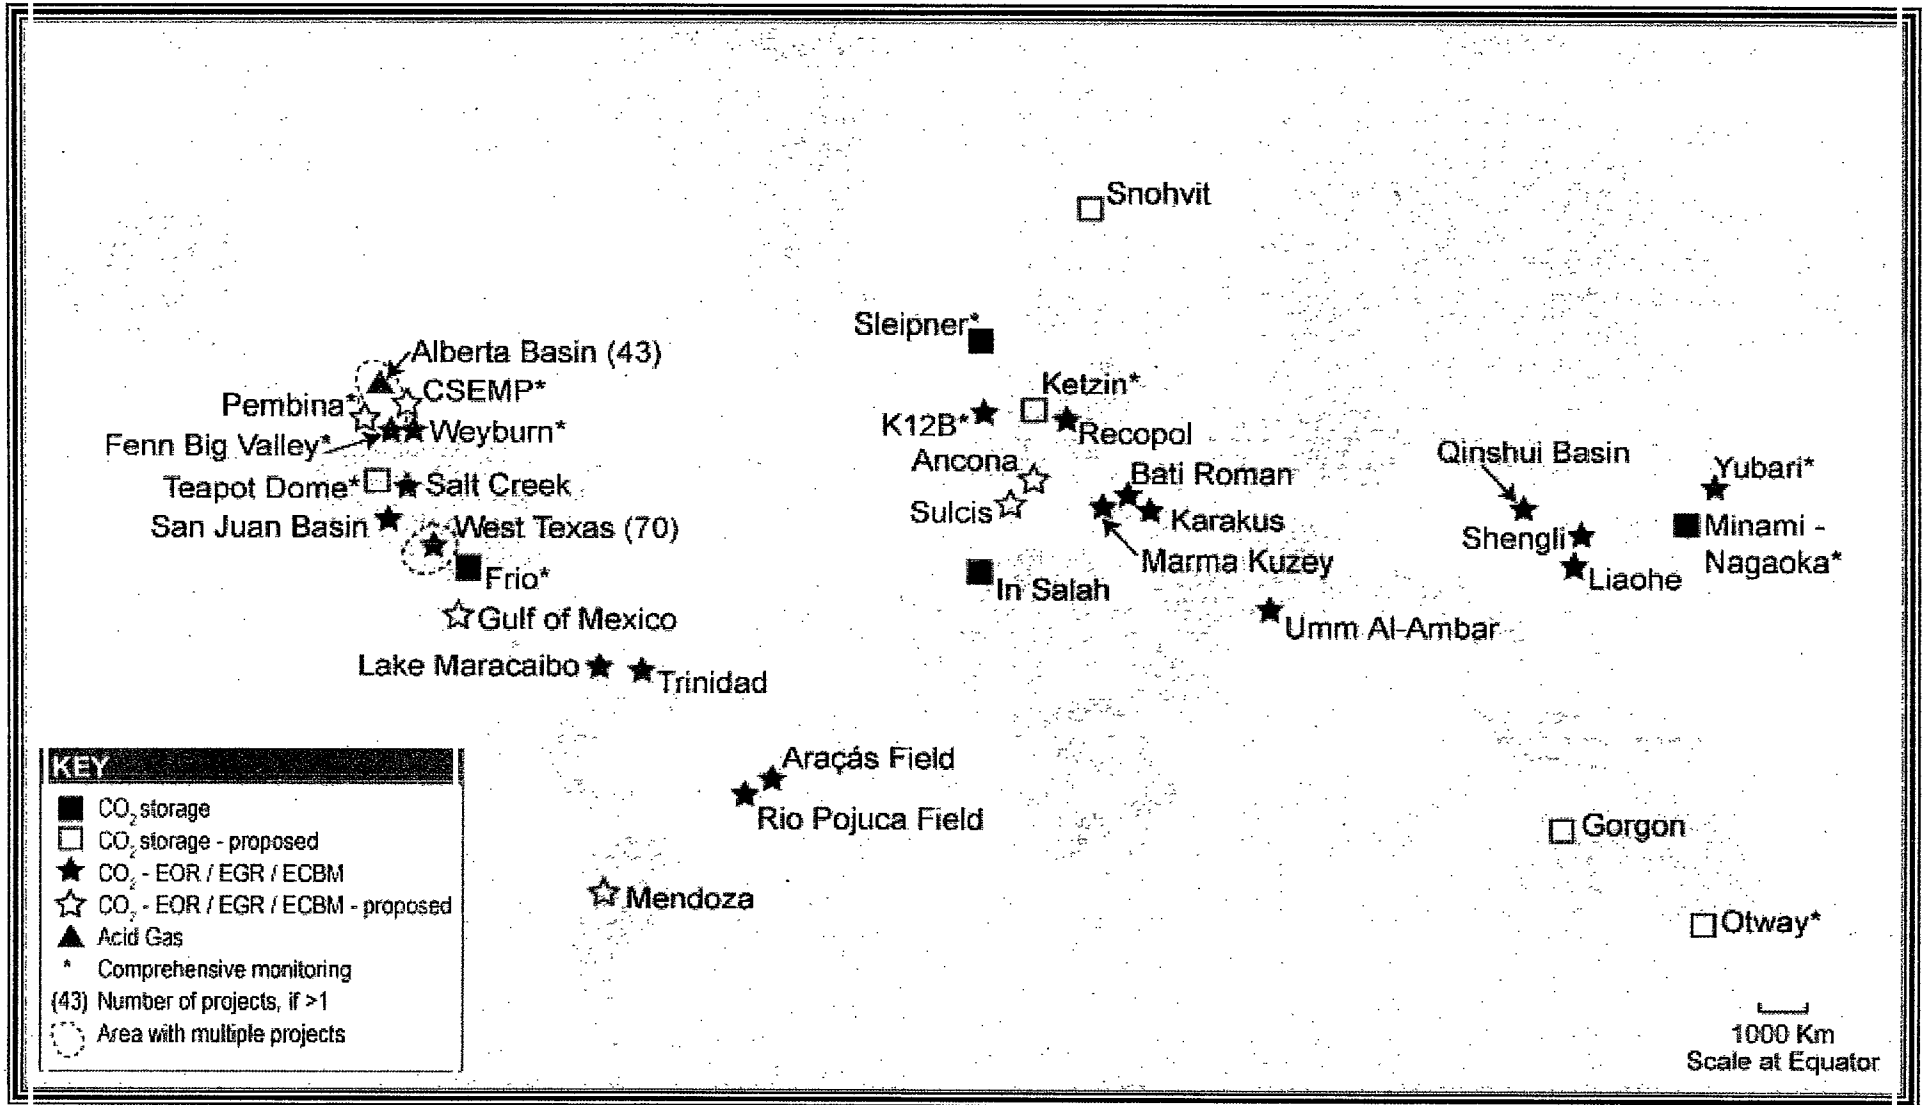 Snohvit
Sleipner*
Alberta Basin (43)
CSEMP*
Pembina*
Fenn Big Valley*
Weyburn*
Teapot Dome*
Salt Creek
San Juan Basin
West Texas (70)
Frio*
Gulf of Mexico
Lake Maracaibo
Trinidad
Ketzin*
K12B*
Recopol
Ancona
Sulcis
Bati Roman
Karakus
Marma Kuzey
In Salah
Umm Al-Ambar
Qinshui Basin
Yubari*
Shengli
Liaohe
Minami -
Nagaoka*
Araçás Field
Rio Pojuca Field
Mendoza
Gorgon
Otway*
KEY
CO₂ storage
CO₂ storage - proposed
CO₂ - EOR / EGR / ECBM
CO₂ - EOR / EGR / ECBM - proposed
Acid Gas
* Comprehensive monitoring
(43) Number of projects, if >1
Area with multiple projects
1000 Km
Scale at Equator